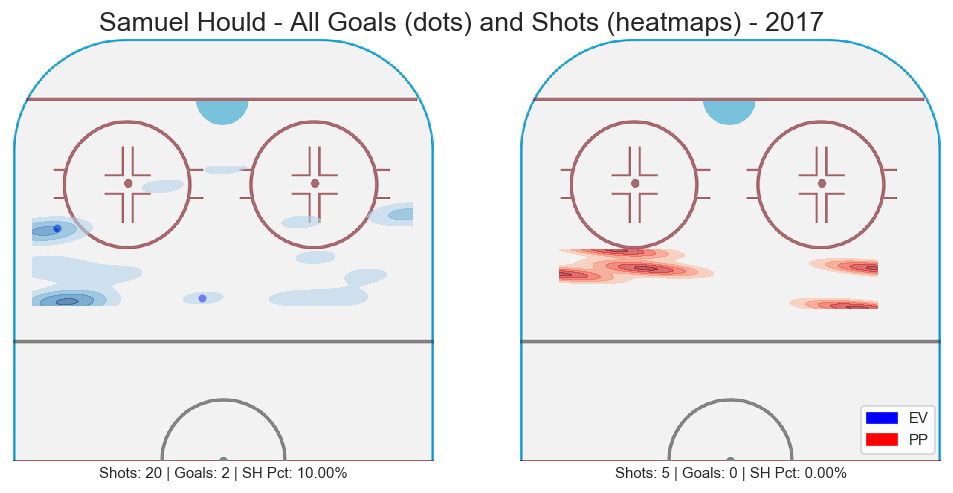 Samuel Hould - All Goals (dots) and Shots (heatmaps) - 2017
EV
PP
Shots: 20 | Goals: 2 | SH Pct: 10.00%
Shots: 5 | Goals: 0 | SH Pct: 0.00%